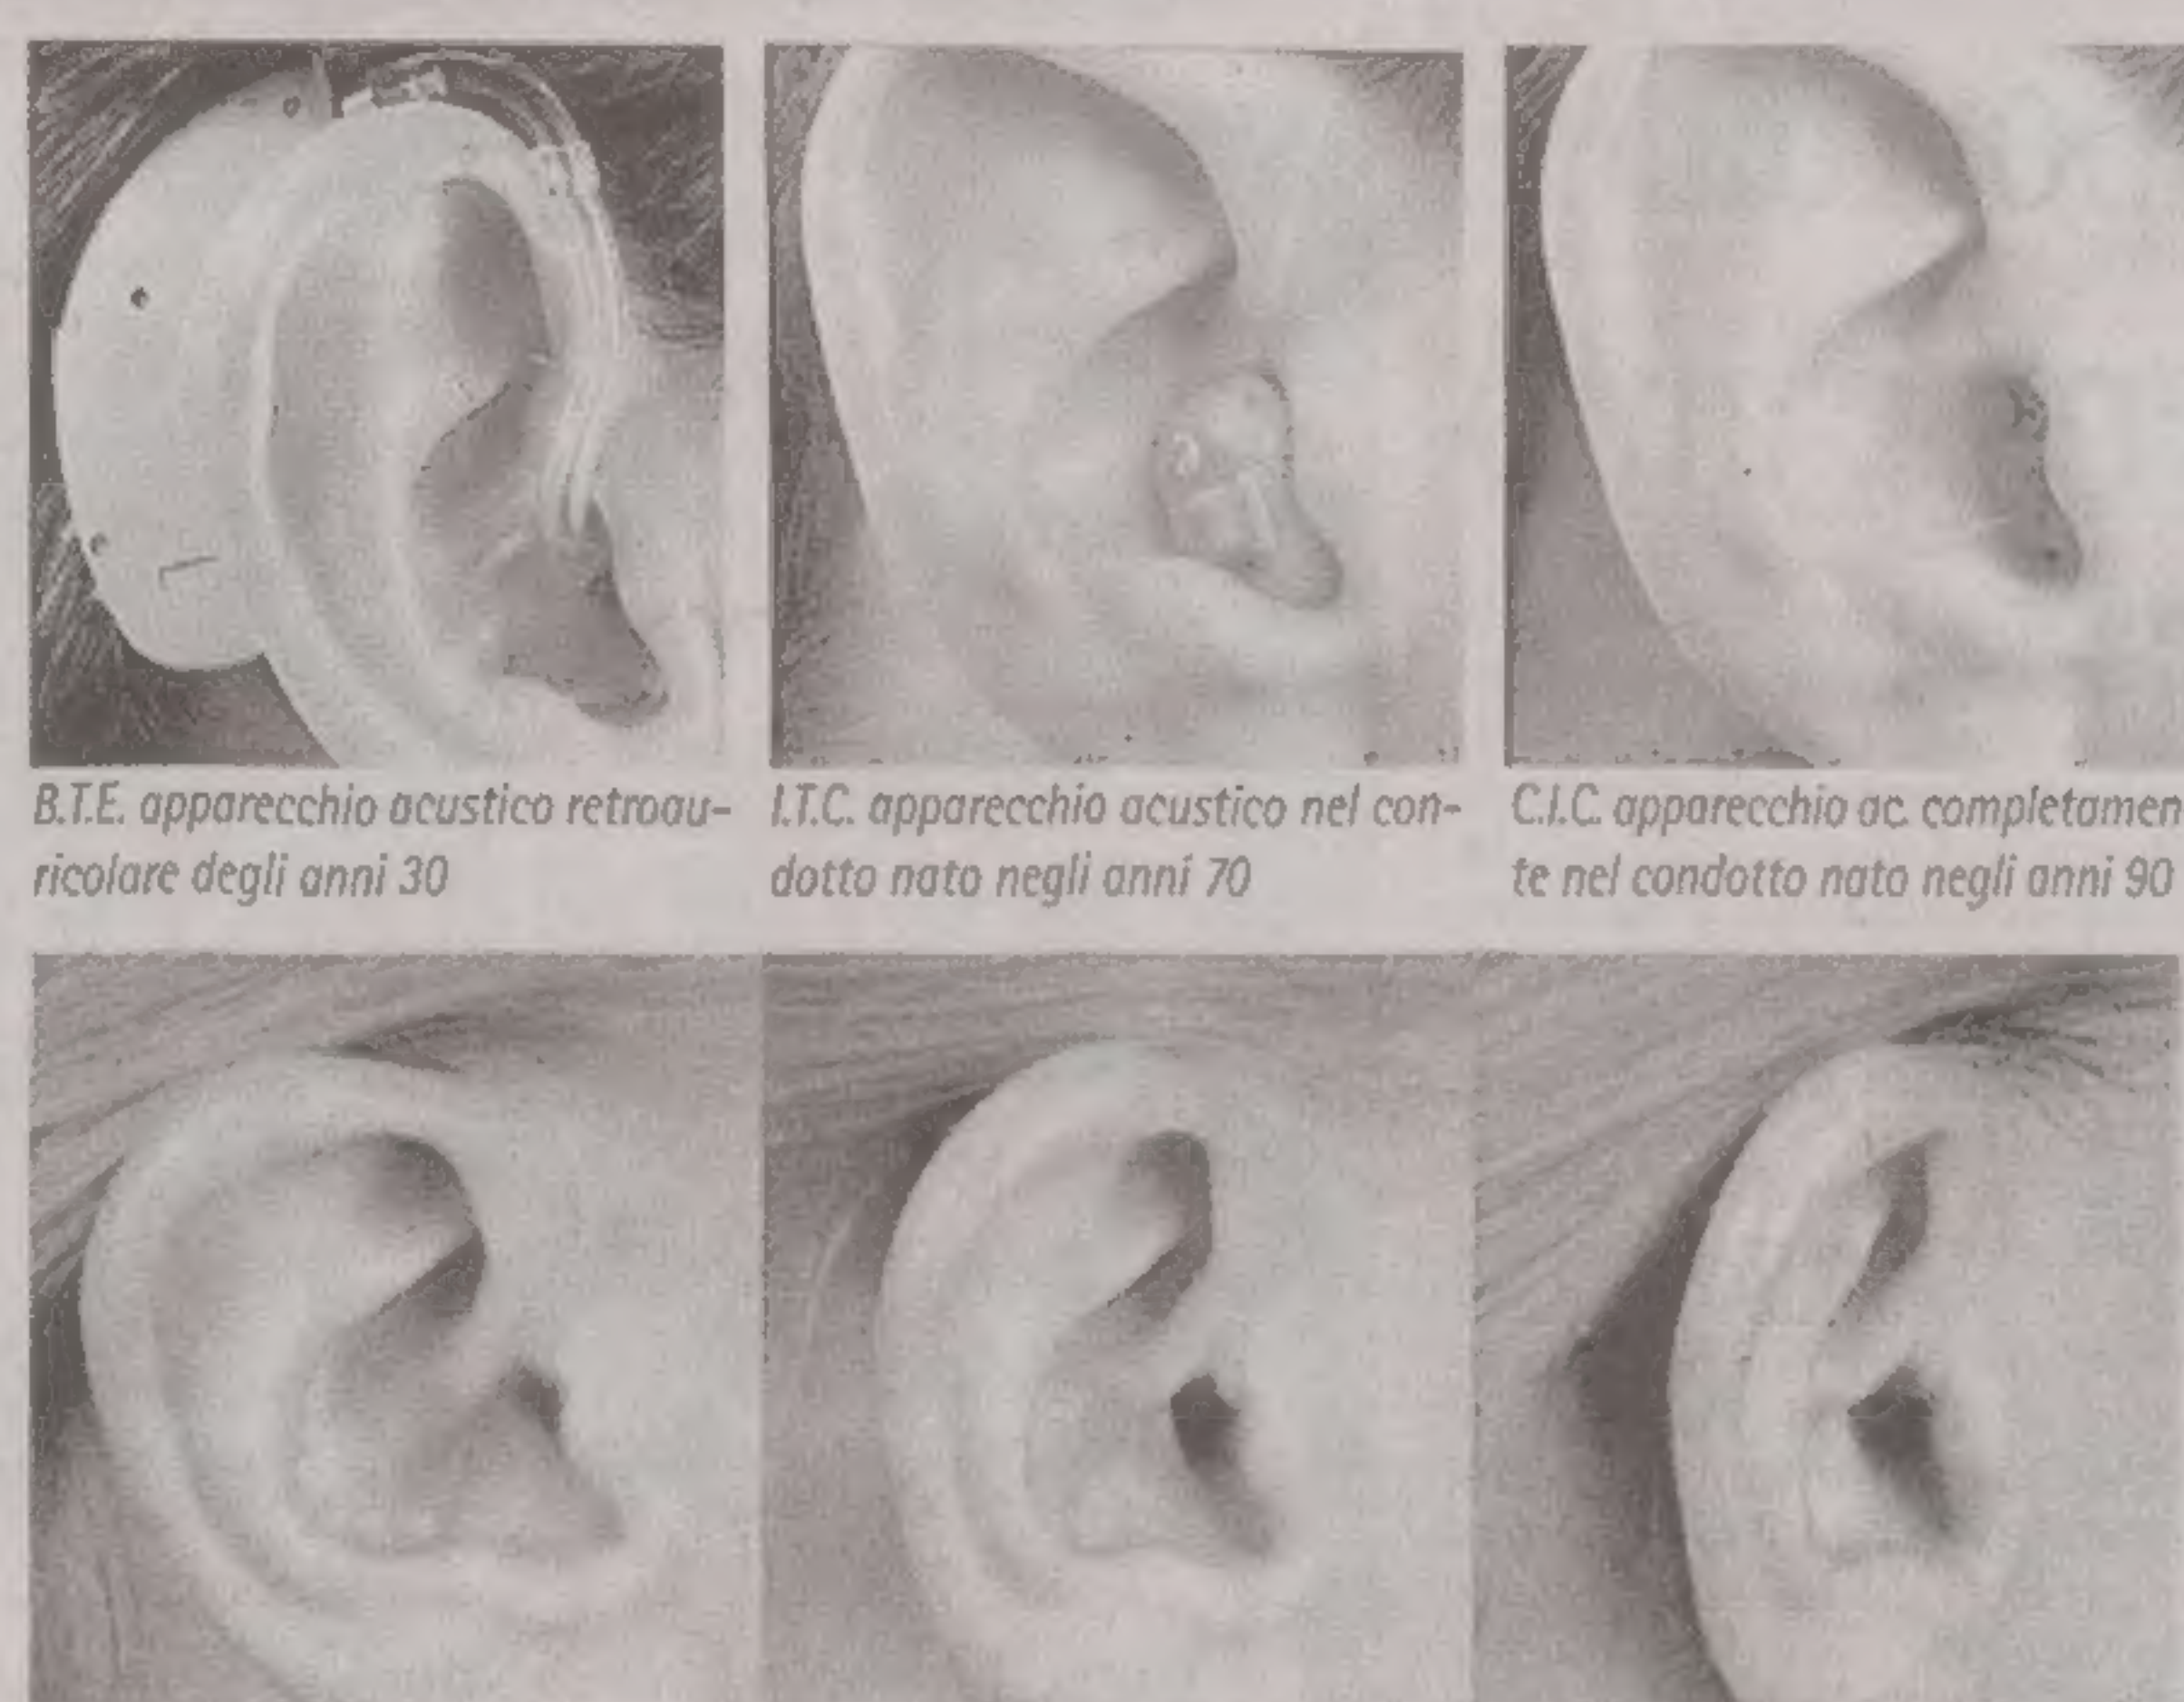 B.T.E. apparecchio acustico retroau-
ricolare degli anni 30
I.T.C. apparecchio acustico nel con-
dotto nato negli anni 70
C.I.C. apparecchio ac. completamen
te nel condotto nato negli anni 90